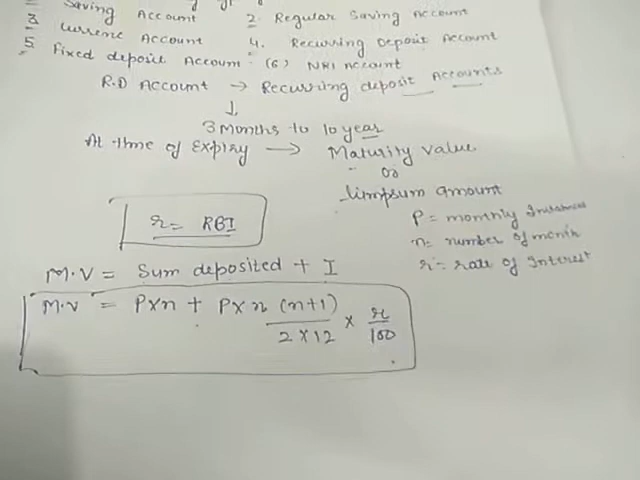 Saving Account 2. Regular Saving Account
3 Current Account 4. Recurring Deposit Account
5. Fixed deposit Account (6) NRI Account
R.D Account → Recurring deposit Accounts
↓
3 Months to 10 year
At time of Expiry → Maturity Value
or
limpsum amount
r = RBI
P = monthly Instalment
n = number of month
r = rate of Interest
M.V = Sum deposited + I
M.V = P×n + P×n (n+1)/2×12 × r/100